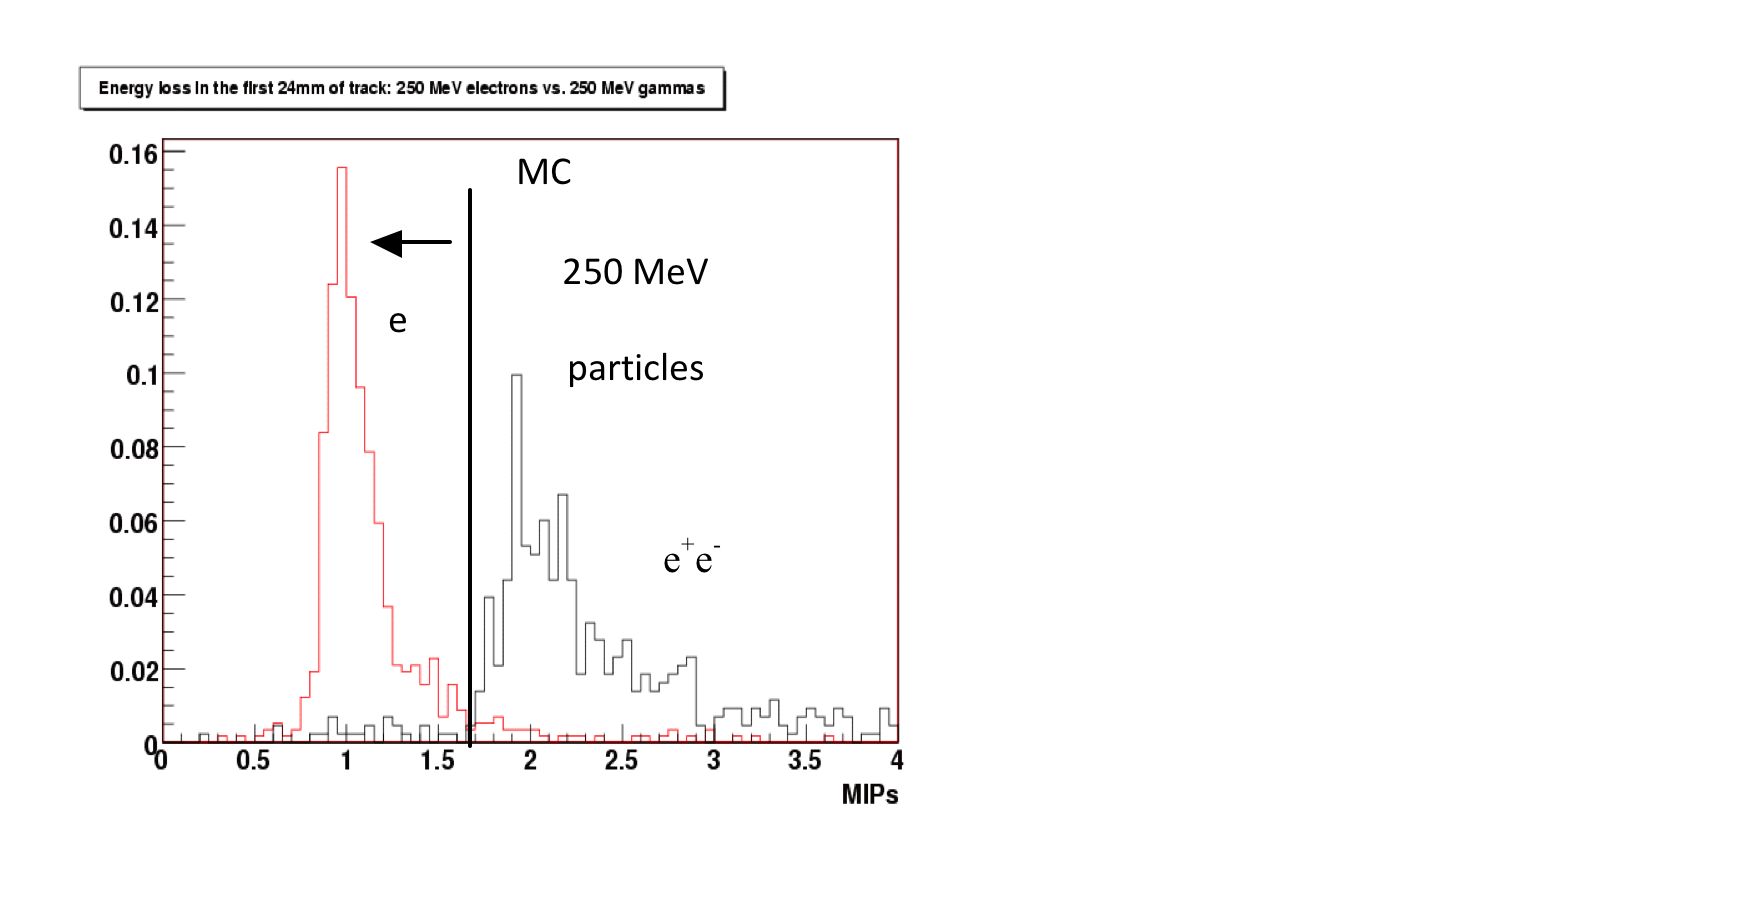 Energy loss in the first 24mm of track: 250 MeV electrons vs. 250 MeV gammas
MC
250 MeV
particles
e
e+e-
0.16
0.14
0.12
0.1
0.08
0.06
0.04
0.02
0
0 0.5 1 1.5 2 2.5 3 3.5 4
MIPs